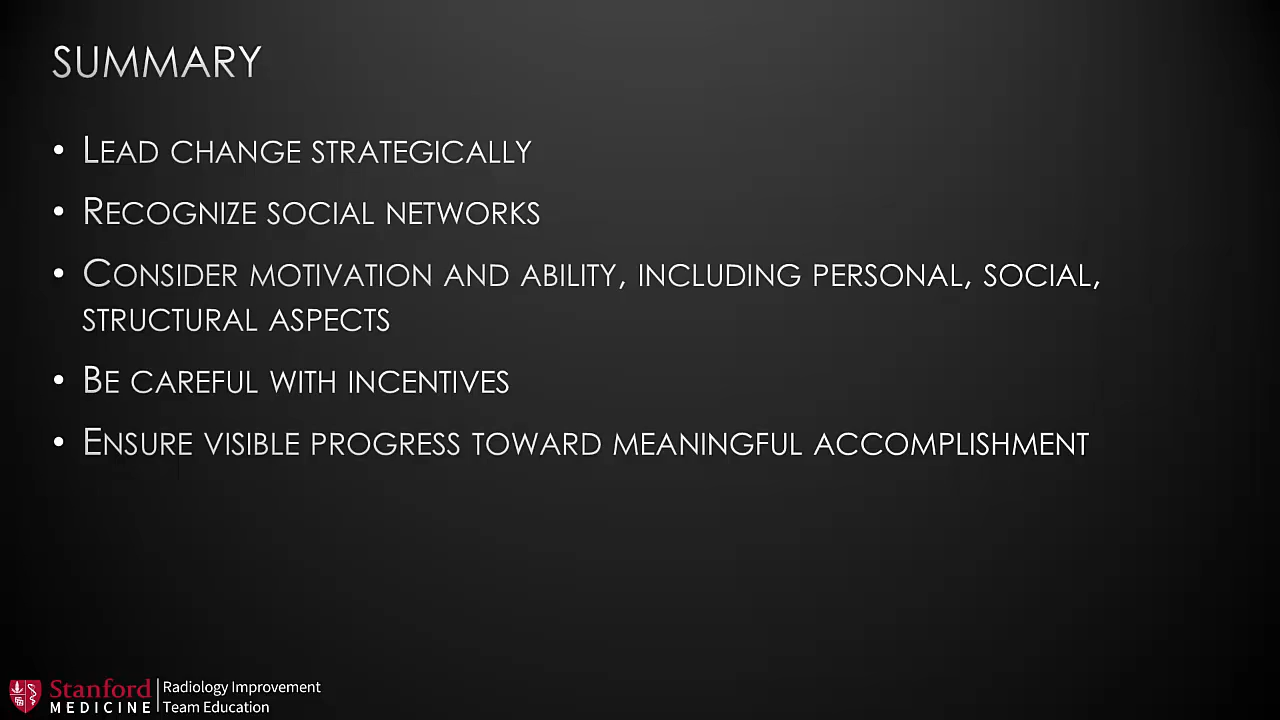 SUMMARY
• LEAD CHANGE STRATEGICALLY
• RECOGNIZE SOCIAL NETWORKS
• CONSIDER MOTIVATION AND ABILITY, INCLUDING PERSONAL, SOCIAL,
STRUCTURAL ASPECTS
• BE CAREFUL WITH INCENTIVES
• ENSURE VISIBLE PROGRESS TOWARD MEANINGFUL ACCOMPLISHMENT
Stanford
MEDICINE
Radiology Improvement
Team Education